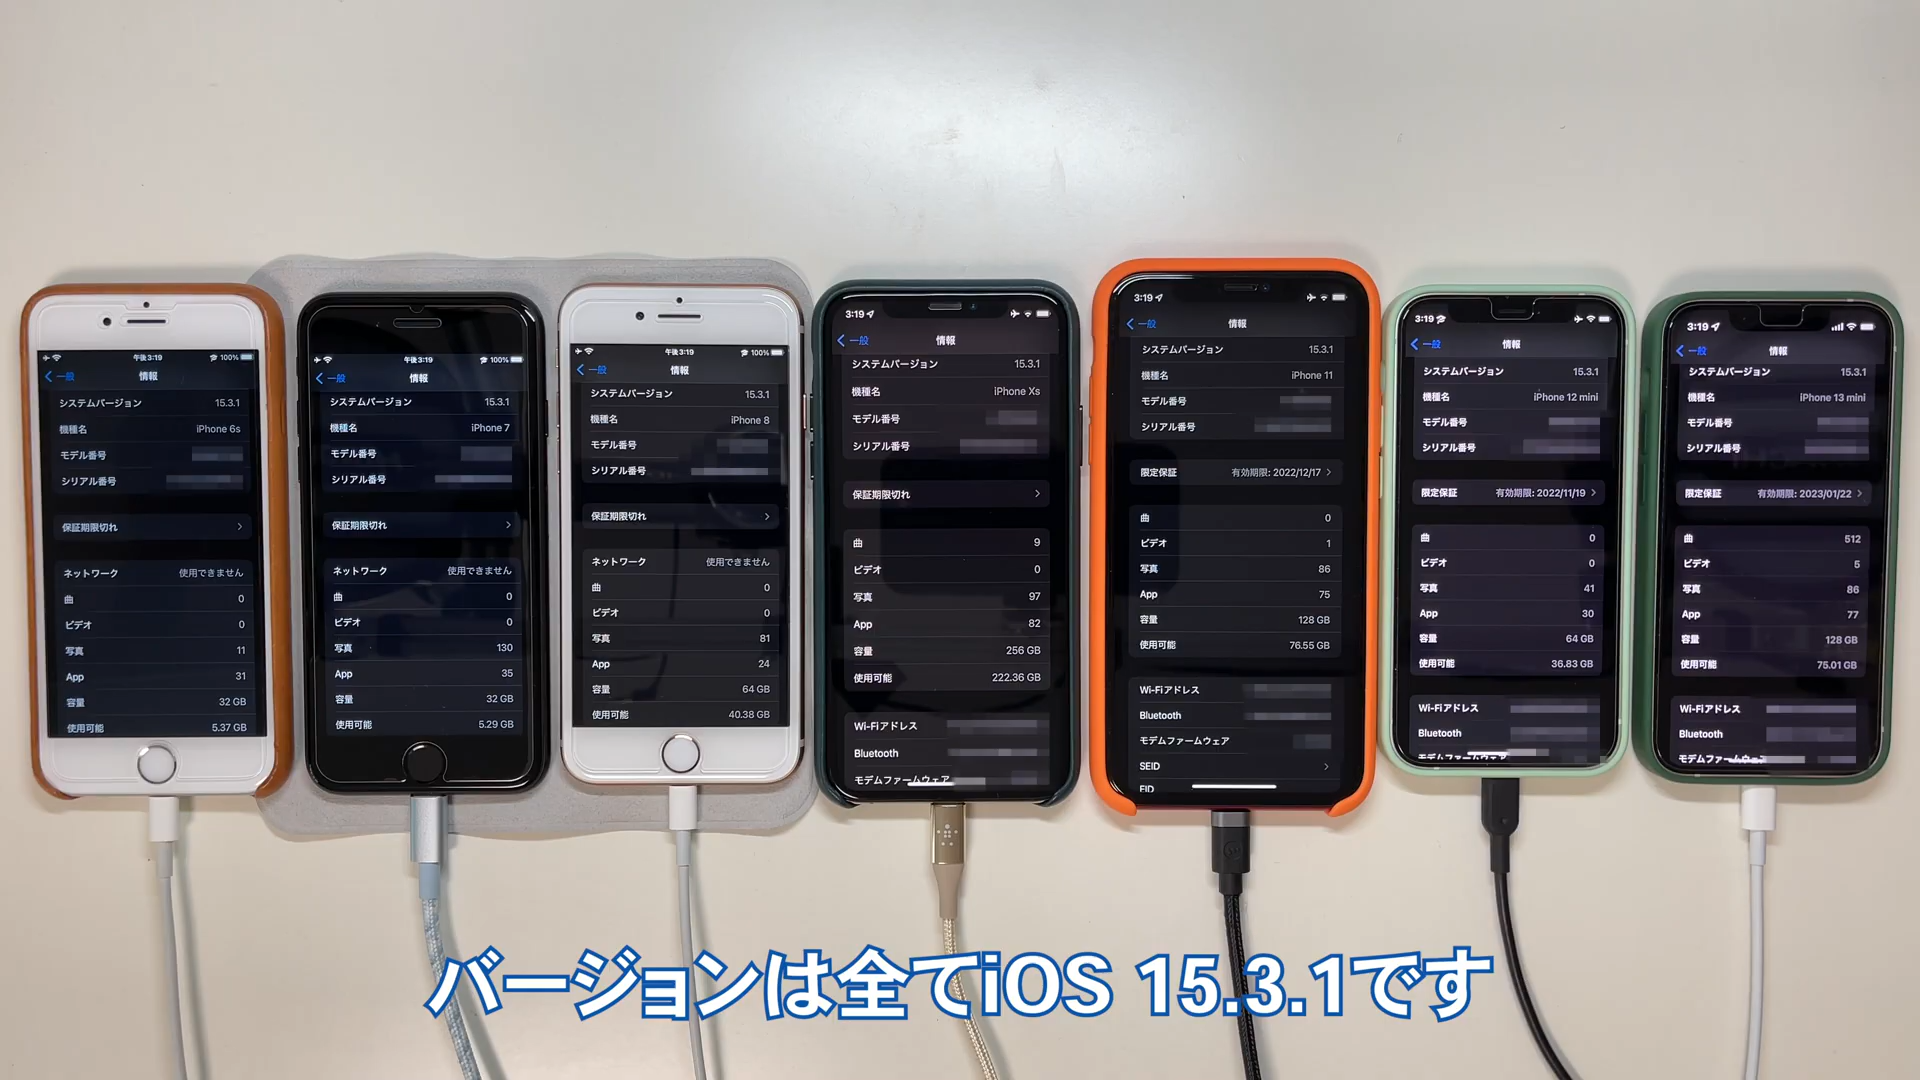 午後3:19
100%
一般
情報
システムバージョン 15.3.1
機種名 iPhone 6s
モデル番号
シリアル番号
保証期限切れ
ネットワーク 使用できません
曲 0
ビデオ 0
写真 11
App 31
容量 32 GB
使用可能 5.37 GB
午後3:19
100%
一般
情報
システムバージョン 15.3.1
機種名 iPhone 7
モデル番号
シリアル番号
保証期限切れ
ネットワーク 使用できません
曲 0
ビデオ 0
写真 130
App 35
容量 32 GB
使用可能 5.29 GB
午後3:19
100%
一般
情報
システムバージョン 15.3.1
機種名 iPhone 8
モデル番号
シリアル番号
保証期限切れ
ネットワーク 使用できません
曲 0
ビデオ 0
写真 81
App 24
容量 64 GB
使用可能 40.38 GB
3:19
一般
情報
システムバージョン 15.3.1
機種名 iPhone Xs
モデル番号
シリアル番号
保証期限切れ
曲 9
ビデオ 0
写真 97
App 82
容量 256 GB
使用可能 222.36 GB
Wi-Fiアドレス
Bluetooth
モデムファームウェア
3:19
一般
情報
システムバージョン 15.3.1
機種名 iPhone 11
モデル番号
シリアル番号
限定保証 有効期限: 2022/12/17
曲 0
ビデオ 1
写真 86
App 75
容量 128 GB
使用可能 76.55 GB
Wi-Fiアドレス
Bluetooth
モデムファームウェア
SEID
EID
3:19
一般
情報
システムバージョン 15.3.1
機種名 iPhone 12 mini
モデル番号
シリアル番号
限定保証 有効期限: 2022/11/19
曲 0
ビデオ 0
写真 41
App 30
容量 64 GB
使用可能 36.83 GB
Wi-Fiアドレス
Bluetooth
モデムファームウェア
3:19
一般
情報
システムバージョン 15.3.1
機種名 iPhone 13 mini
モデル番号
シリアル番号
限定保証 有効期限: 2023/01/22
曲 512
ビデオ 5
写真 86
App 77
容量 128 GB
使用可能 75.01 GB
Wi-Fiアドレス
Bluetooth
モデムファームウェア
バージョンは全てiOS 15.3.1です